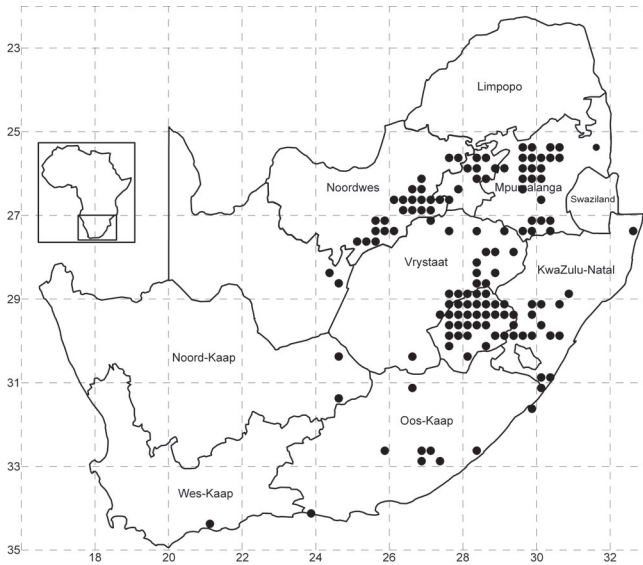 16
23
25
27
29
31
33
35
18
20
22
24
26
28
30
32
Limpopo
Noordwes
Mpumalanga
Swaziland
Vrystaat
KwaZulu-Natal
Noord-Kaap
Oos-Kaap
Wes-Kaap